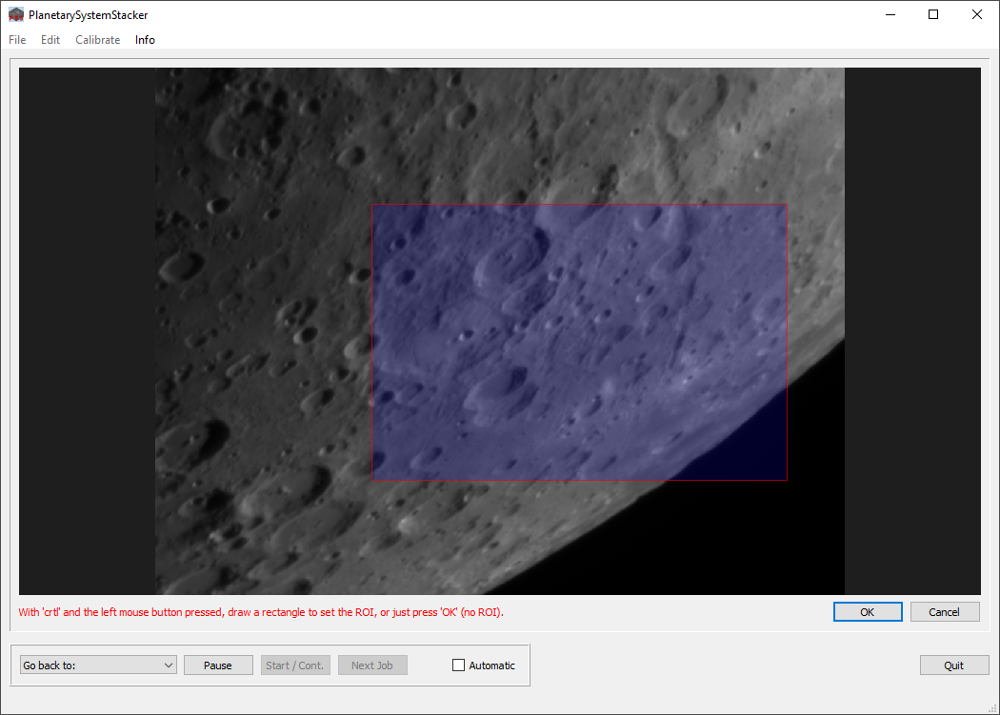 PlanetarySystemStacker
File Edit Calibrate Info
With 'crtl' and the left mouse button pressed, draw a rectangle to set the ROI, or just press 'OK' (no ROI).
OK Cancel
Go back to: Pause Start / Cont. Next Job Automatic Quit